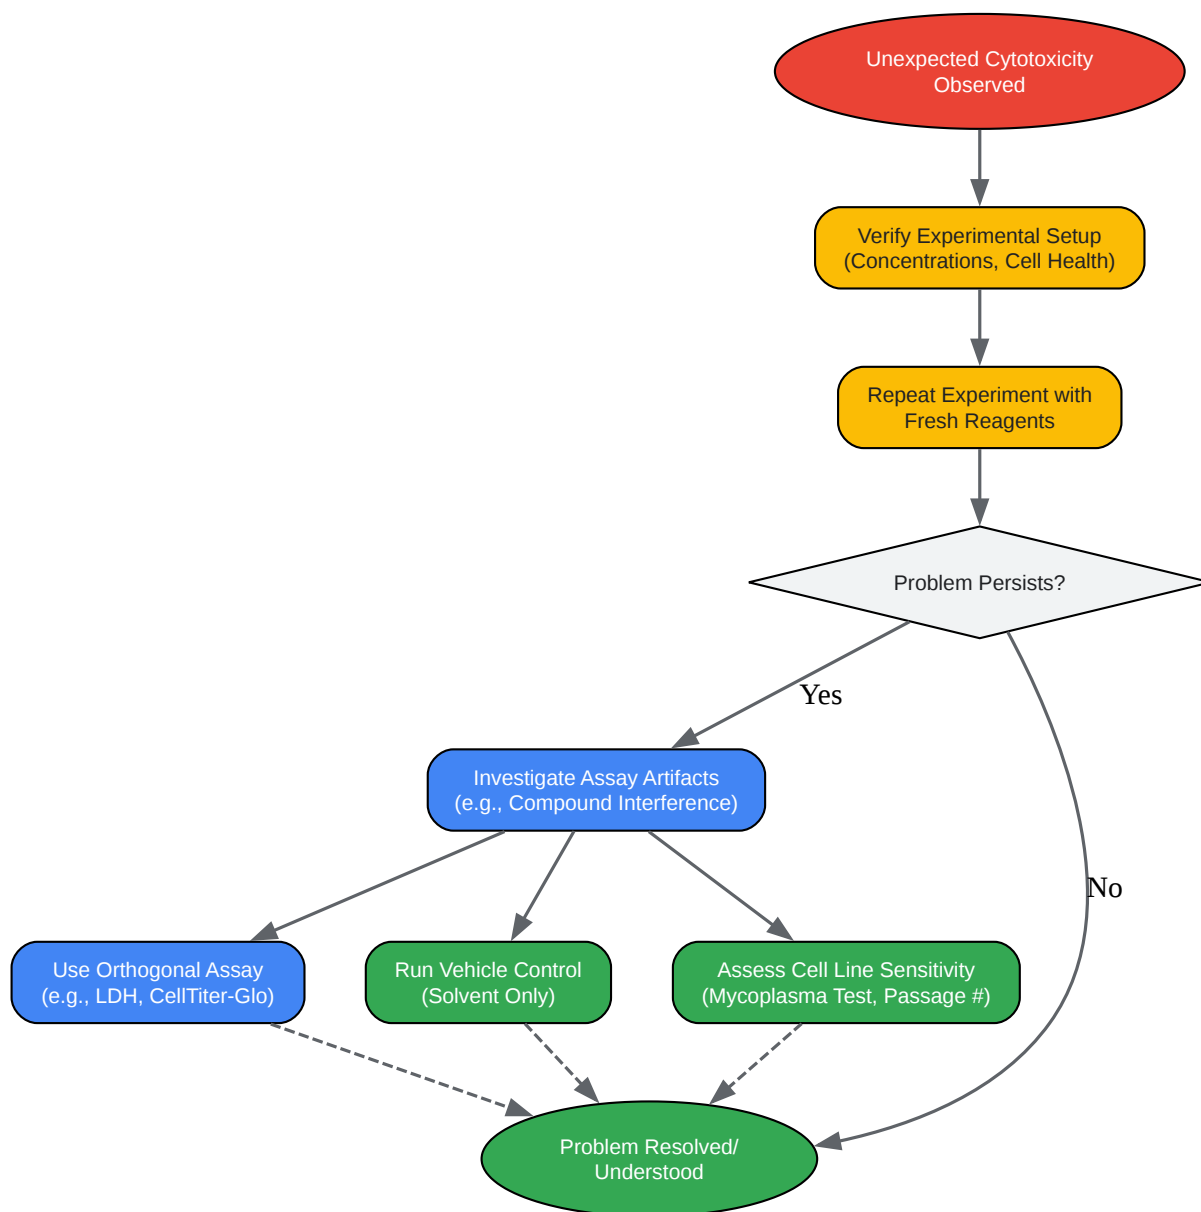 Unexpected Cytotoxicity
Observed
Verify Experimental Setup
(Concentrations, Cell Health)
Repeat Experiment with
Fresh Reagents
Problem Persists?
Yes
Investigate Assay Artifacts
(e.g., Compound Interference)
No
Use Orthogonal Assay
(e.g., LDH, CellTiter-Glo)
Run Vehicle Control
(Solvent Only)
Assess Cell Line Sensitivity
(Mycoplasma Test, Passage #)
Problem Resolved/
Understood